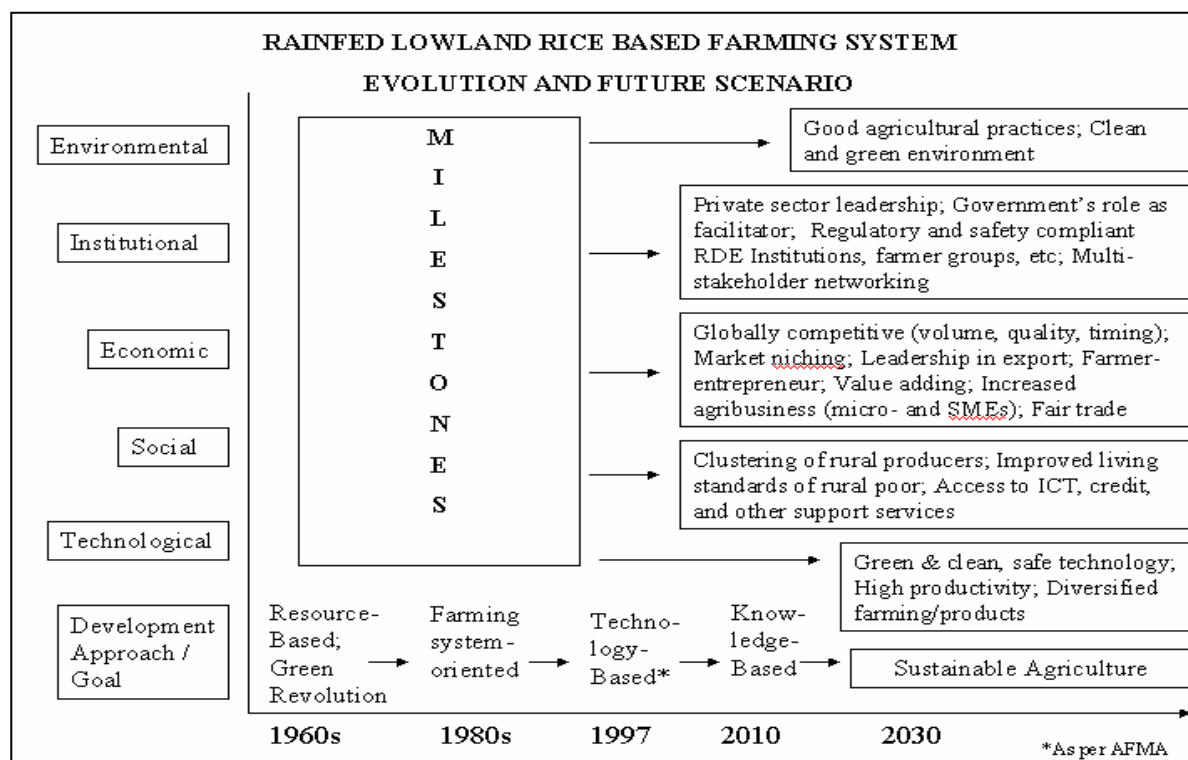 RAINFED LOWLAND RICE BASED FARMING SYSTEM
EVOLUTION AND FUTURE SCENARIO
Environmental
Institutional
Economic
Social
Technological
Development
Approach /
Goal
M
I
L
E
S
T
O
N
E
S
Good agricultural practices; Clean
and green environment
Private sector leadership; Government’s role as
facilitator; Regulatory and safety compliant
RDE Institutions, farmer groups, etc; Multi-
stakeholder networking
Globally competitive (volume, quality, timing);
Market niching; Leadership in export; Farmer-
entrepreneur; Value adding; Increased
agribusiness (micro- and SMEs); Fair trade
Clustering of rural producers; Improved living
standards of rural poor; Access to ICT, credit,
and other support services
Green & clean, safe technology;
High productivity; Diversified
farming/products
Resource-
Based;
Green
Revolution
Farming
system-
oriented
Techno-
logy-
Based*
Know-
ledge-
Based
Sustainable Agriculture
1960s
1980s
1997
2010
2030
*As per AFMA